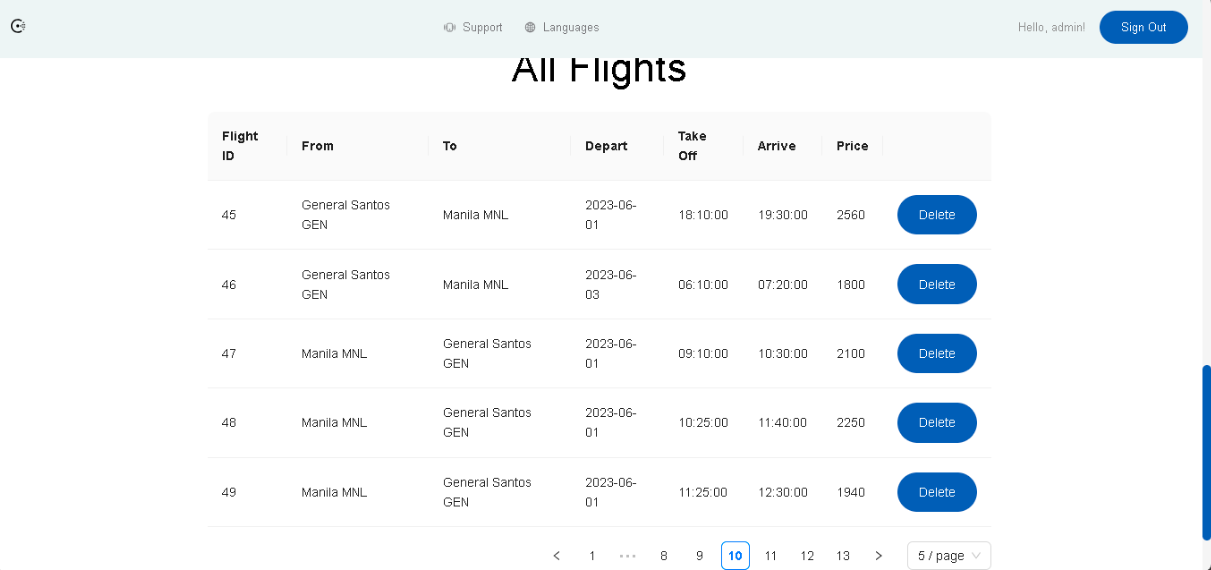 Support Languages Hello, admin! Sign Out
All Flights
Flight ID From To Depart Take Off Arrive Price
45 General Santos GEN Manila MNL 2023-06-01 18:10:00 19:30:00 2560 Delete
46 General Santos GEN Manila MNL 2023-06-03 06:10:00 07:20:00 1800 Delete
47 Manila MNL General Santos GEN 2023-06-01 09:10:00 10:30:00 2100 Delete
48 Manila MNL General Santos GEN 2023-06-01 10:25:00 11:40:00 2250 Delete
49 Manila MNL General Santos GEN 2023-06-01 11:25:00 12:30:00 1940 Delete
< 1 ••• 8 9 10 11 12 13 > 5 / page